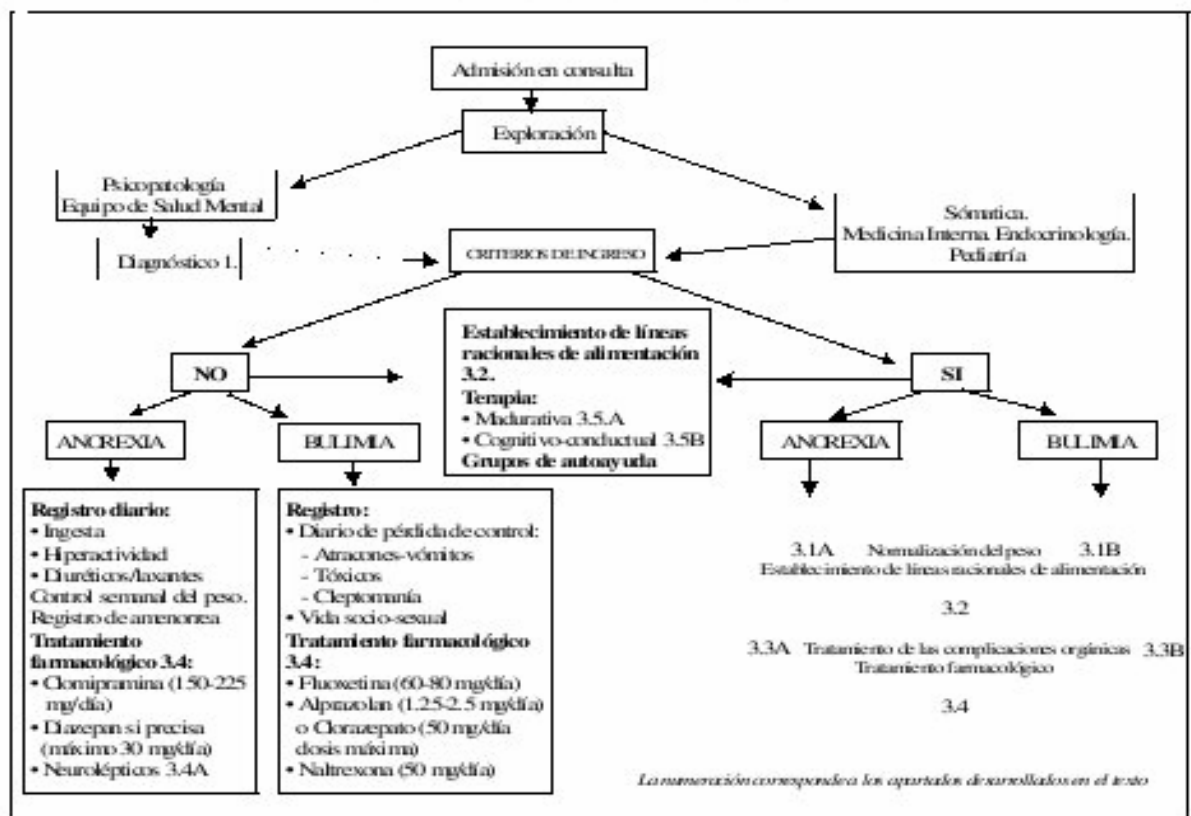 Admisión en consulta
Exploración
Psicopatología
Equipo de Salud Mental
Sómatica.
Medicina Interna. Endocrinología.
Pediatría
Diagnóstico 1.
CRITERIOS DE INGRESO
NO
Establecimiento de líneas
racionales de alimentación
3.2.
Terapia:
• Madurativa 3.5.A
• Cognitivo-conductual 3.5B
Grupos de autoayuda
SI
ANOREXIA
BULIMIA
ANOREXIA
BULIMIA
Registro diario:
• Ingesta
• Hiperactividad
• Diuréticos/laxantes
Control semanal del peso.
Registro de amenorrea
Tratamiento
farmacológico 3.4:
• Clomipramina (150-225
mg/día)
• Diazepan si precisa
(máximo 30 mg/día)
• Neurolépticos 3.4A
Registro:
• Diario de pérdida de control:
- Atracones-vómitos
- Tóxicos
- Cleptomanía
• Vida socio-sexual
Tratamiento farmacológico
3.4:
• Fluoxetina (60-80 mg/día)
• Alprazolan (1.25-2.5 mg/día)
o Clorazepato (50 mg/día
dosis máxima)
• Naltrexona (50 mg/día)
3.1A Normalización del peso 3.1B
Establecimiento de líneas racionales de alimentación
3.2
3.3A Tratamiento de las complicaciones orgánicas 3.3B
Tratamiento farmacológico
3.4
La numeración corresponde a los apartados desarrollados en el texto